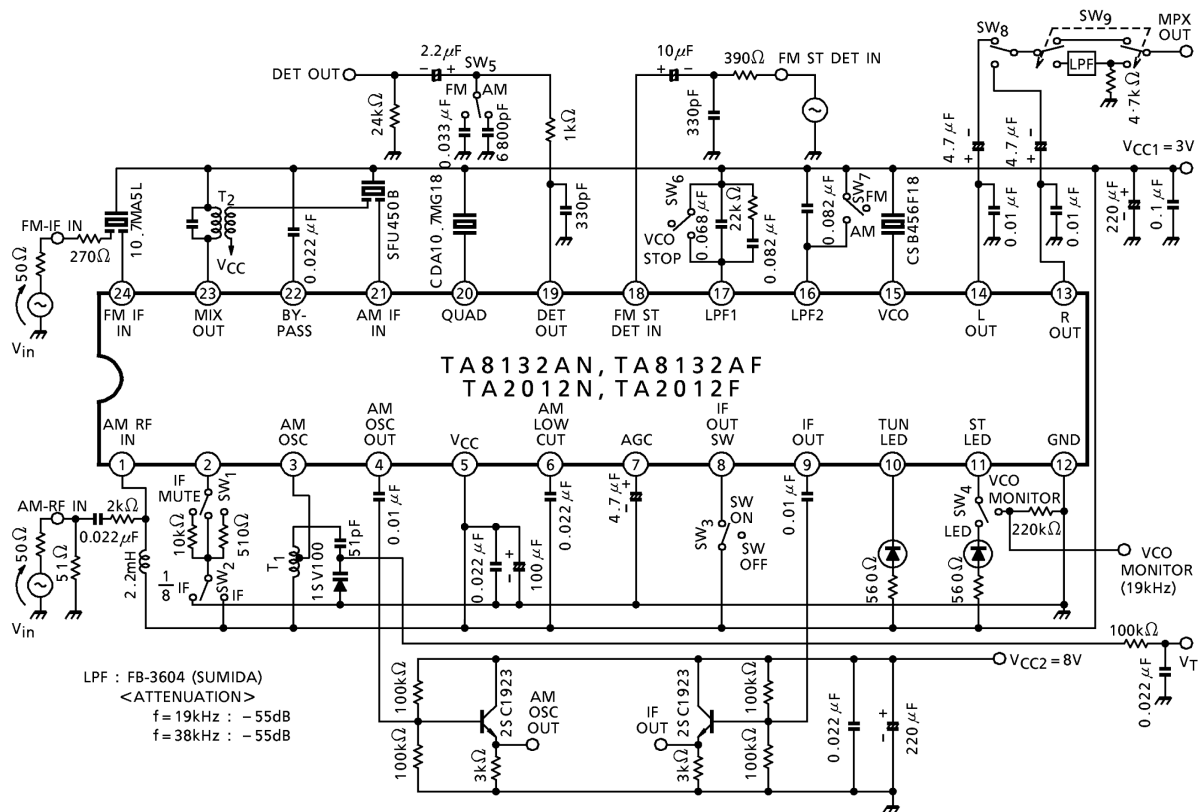 SW8
SW9
MPX OUT
2.2μF
SW5
10μF
390Ω
FM ST DET IN
DET OUT
LPF
FM
AM
24kΩ
0.033μF
6800pF
1kΩ
330pF
4.7kΩ
4.7μF
4.7μF
VCC1 = 3V
10.7MA5L
T2
SFU450B
CDA10.7MG18
330pF
SW6
0.068μF
22kΩ
0.082μF
0.082μF
SW7
FM
AM
CSB456F18
0.01μF
0.01μF
220μF
0.1μF
FM-IF IN
50Ω
270Ω
VCC
0.022μF
VCO STOP
Vin
24 23 22 21 20 19 18 17 16 15 14 13
FM IF IN
MIX OUT
BY-PASS
AM IF IN
QUAD
DET OUT
FM ST DET IN
LPF1
LPF2
VCO
L OUT
R OUT
TA8132AN, TA8132AF
TA2012N, TA2012F
AM RF IN
AM OSC
AM OSC OUT
VCC
AM LOW CUT
AGC
IF OUT SW
IF OUT
TUN LED
ST LED
GND
1 2 3 4 5 6 7 8 9 10 11 12
AM-RF IN
2kΩ
0.022μF
50Ω
51Ω
Vin
2.2mH
IF MUTE
SW1
10kΩ
510Ω
1/8 IF
SW2
IF
T1
51pF
1SV100
0.01μF
0.022μF
100μF
0.022μF
4.7μF
SW3
SW ON
SW OFF
0.01μF
560Ω
SW4
LED
560Ω
VCO MONITOR
220kΩ
VCO MONITOR (19kHz)
100kΩ
VT
0.022μF
VCC2 = 8V
LPF : FB-3604 (SUMIDA)
<ATTENUATION>
f = 19kHz : −55dB
f = 38kHz : −55dB
100kΩ
100kΩ
2SC1923
3kΩ
AM OSC OUT
IF OUT
2SC1923
3kΩ
100kΩ
100kΩ
0.022μF
220μF